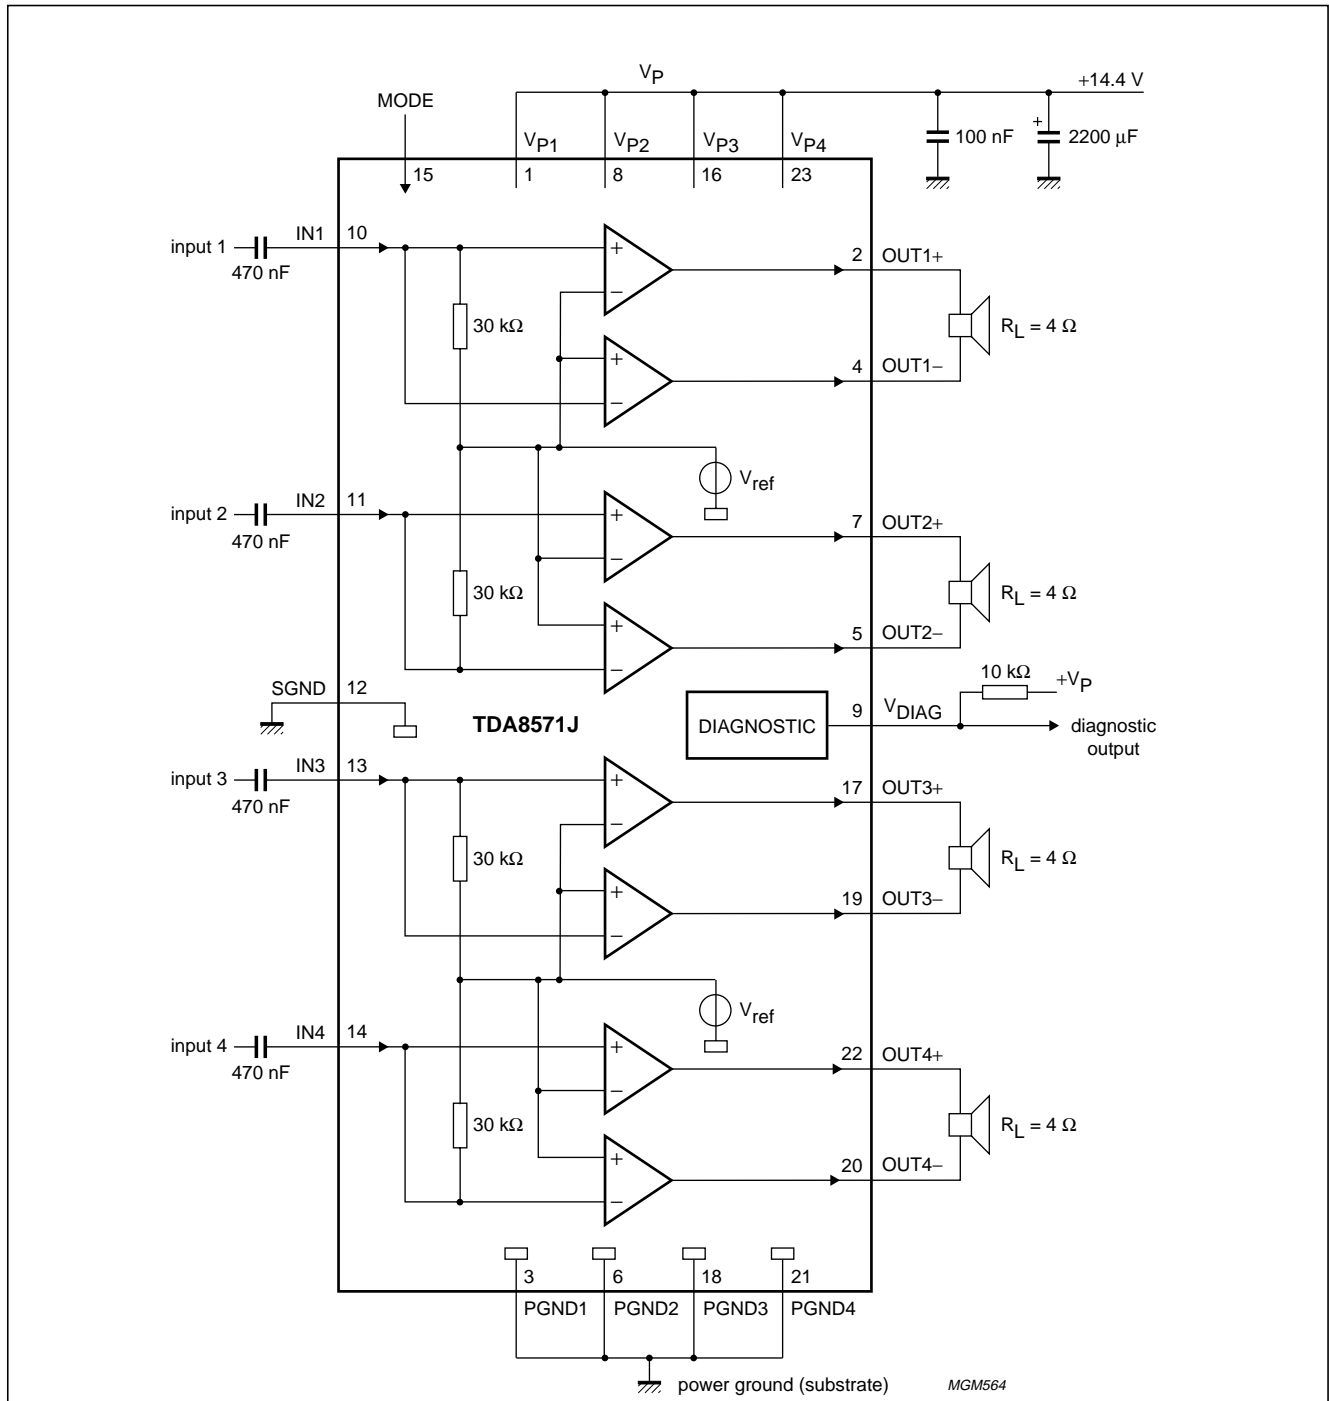 V_P
+14.4 V
MODE
V_P1
V_P2
V_P3
V_P4
100 nF
+
2200 μF
15
1
8
16
23
input 1
470 nF
IN1
10
+
−
2
OUT1+
30 kΩ
R_L = 4 Ω
+
−
4
OUT1−
V_ref
input 2
470 nF
IN2
11
+
−
7
OUT2+
30 kΩ
R_L = 4 Ω
+
−
5
OUT2−
SGND
12
TDA8571J
DIAGNOSTIC
9
V_DIAG
10 kΩ
+V_P
diagnostic
output
input 3
470 nF
IN3
13
+
−
17
OUT3+
30 kΩ
R_L = 4 Ω
+
−
19
OUT3−
V_ref
input 4
470 nF
IN4
14
+
−
22
OUT4+
30 kΩ
R_L = 4 Ω
+
−
20
OUT4−
3
6
18
21
PGND1
PGND2
PGND3
PGND4
power ground (substrate)
MGM564